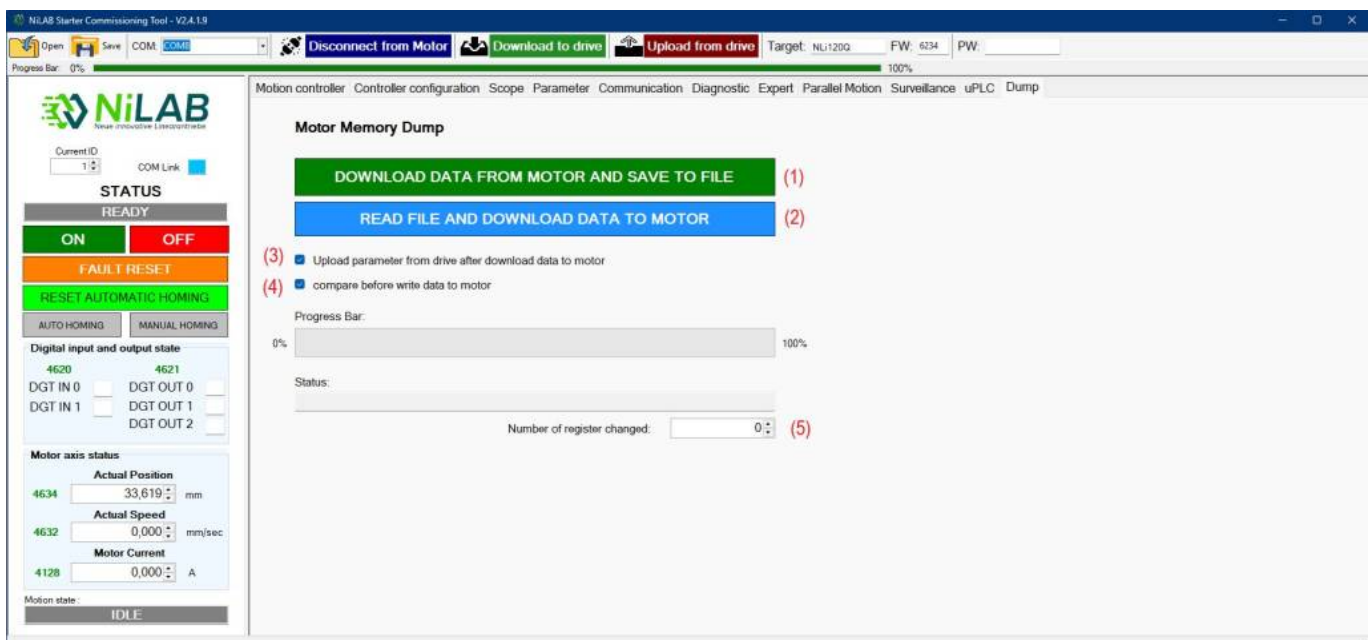 NiLAB Starter Commissioning Tool - V2.4.1.9
Open Save COM: COM8 Disconnect from Motor Download to drive Upload from drive Target: NLi120Q FW: 6234 PW:
Progress Bar: 0% 100%
Motion controller Controller configuration Scope Parameter Communication Diagnostic Expert Parallel Motion Surveillance uPLC Dump
NiLAB
Neue innovative Linearantriebe
Current ID
1 COM Link
STATUS
READY
ON OFF
FAULT RESET
RESET AUTOMATIC HOMING
AUTO HOMING MANUAL HOMING
Digital input and output state
4620 4621
DGT IN 0 DGT OUT 0
DGT IN 1 DGT OUT 1
DGT OUT 2
Motor axis status
Actual Position
4634 33,619 mm
Actual Speed
4632 0,000 mm/sec
Motor Current
4128 0,000 A
Motion state :
IDLE
Motor Memory Dump
DOWNLOAD DATA FROM MOTOR AND SAVE TO FILE (1)
READ FILE AND DOWNLOAD DATA TO MOTOR (2)
(3) Upload parameter from drive after download data to motor
(4) compare before write data to motor
Progress Bar:
0% 100%
Status:
Number of register changed: 0 (5)